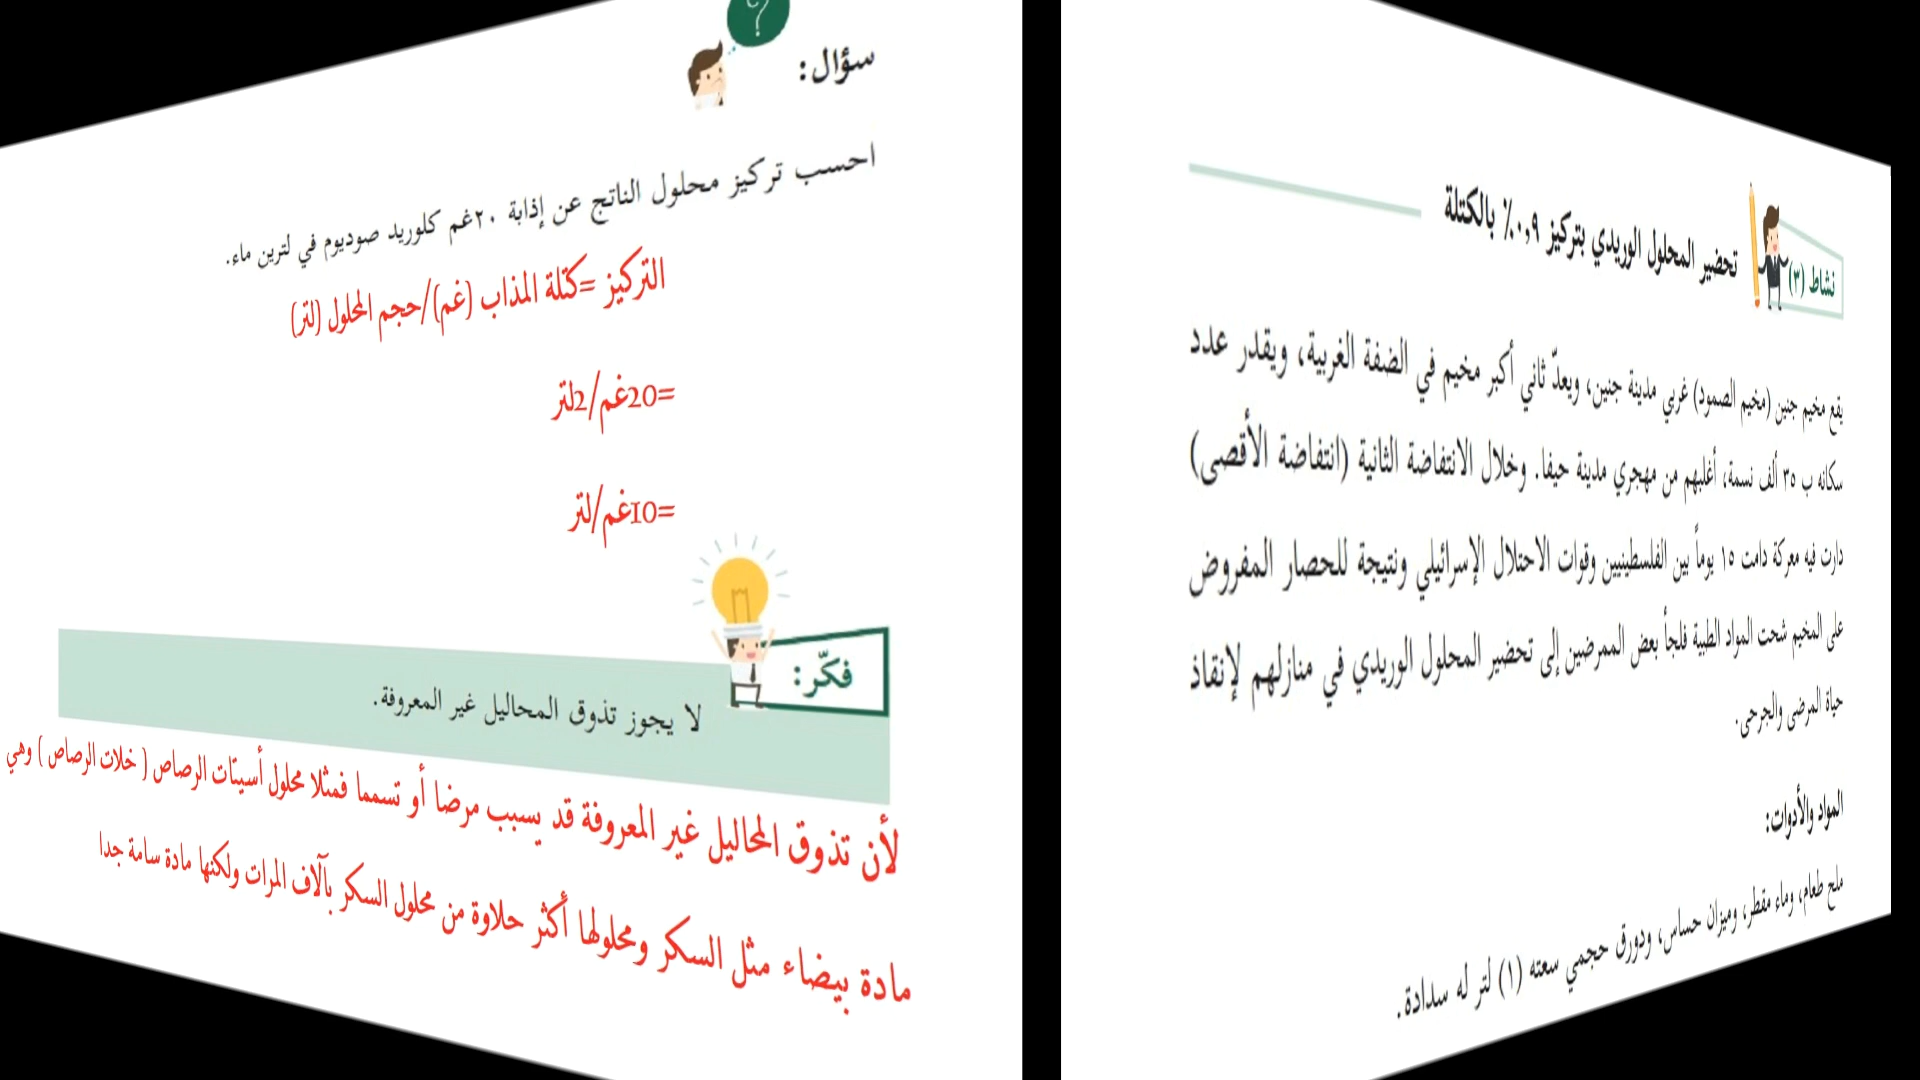 نشاط (٣)
تحضير المحلول الوريدي بتركيز ٠,٩٪ بالكتلة
يقع مخيم جنين (مخيم الصمود) غربي مدينة جنين، ويعدّ ثاني أكبر مخيم في الضفة الغربية، ويقدر عدد
سكانه ب ٣٥ ألف نسمة، أغلبهم من مهجري مدينة حيفا. وخلال الانتفاضة الثانية (انتفاضة الأقصى)
دارت فيه معركة دامت ١٥ يوماً بين الفلسطينيين وقوات الاحتلال الإسرائيلي ونتيجة للحصار المفروض
على المخيم شحت المواد الطبية فلجأ بعض الممرضين إلى تحضير المحلول الوريدي في منازلهم لإنقاذ
حياة المرضى والجرحى.
المواد والأدوات:
ملح طعام، وماء مقطر، وميزان حساس، ودورق حجمي سعته (١) لتر له سدادة.
؟
سؤال:
احسب تركيز محلول الناتج عن إذابة ٢٠غم كلوريد صوديوم في لترين ماء.
التركيز =كتلة المذاب (غم)/حجم المحلول (لتر)
=20غم/2لتر
=10غم/لتر
فكّر:
لا يجوز تذوق المحاليل غير المعروفة.
لأن تذوق المحاليل غير المعروفة قد يسبب مرضا أو تسمما فمثلا محلول أسيتات الرصاص ( خلات الرصاص ) وهي
مادة بيضاء مثل السكر ومحلولها أكثر حلاوة من محلول السكر بآلاف المرات ولكنها مادة سامة جدا